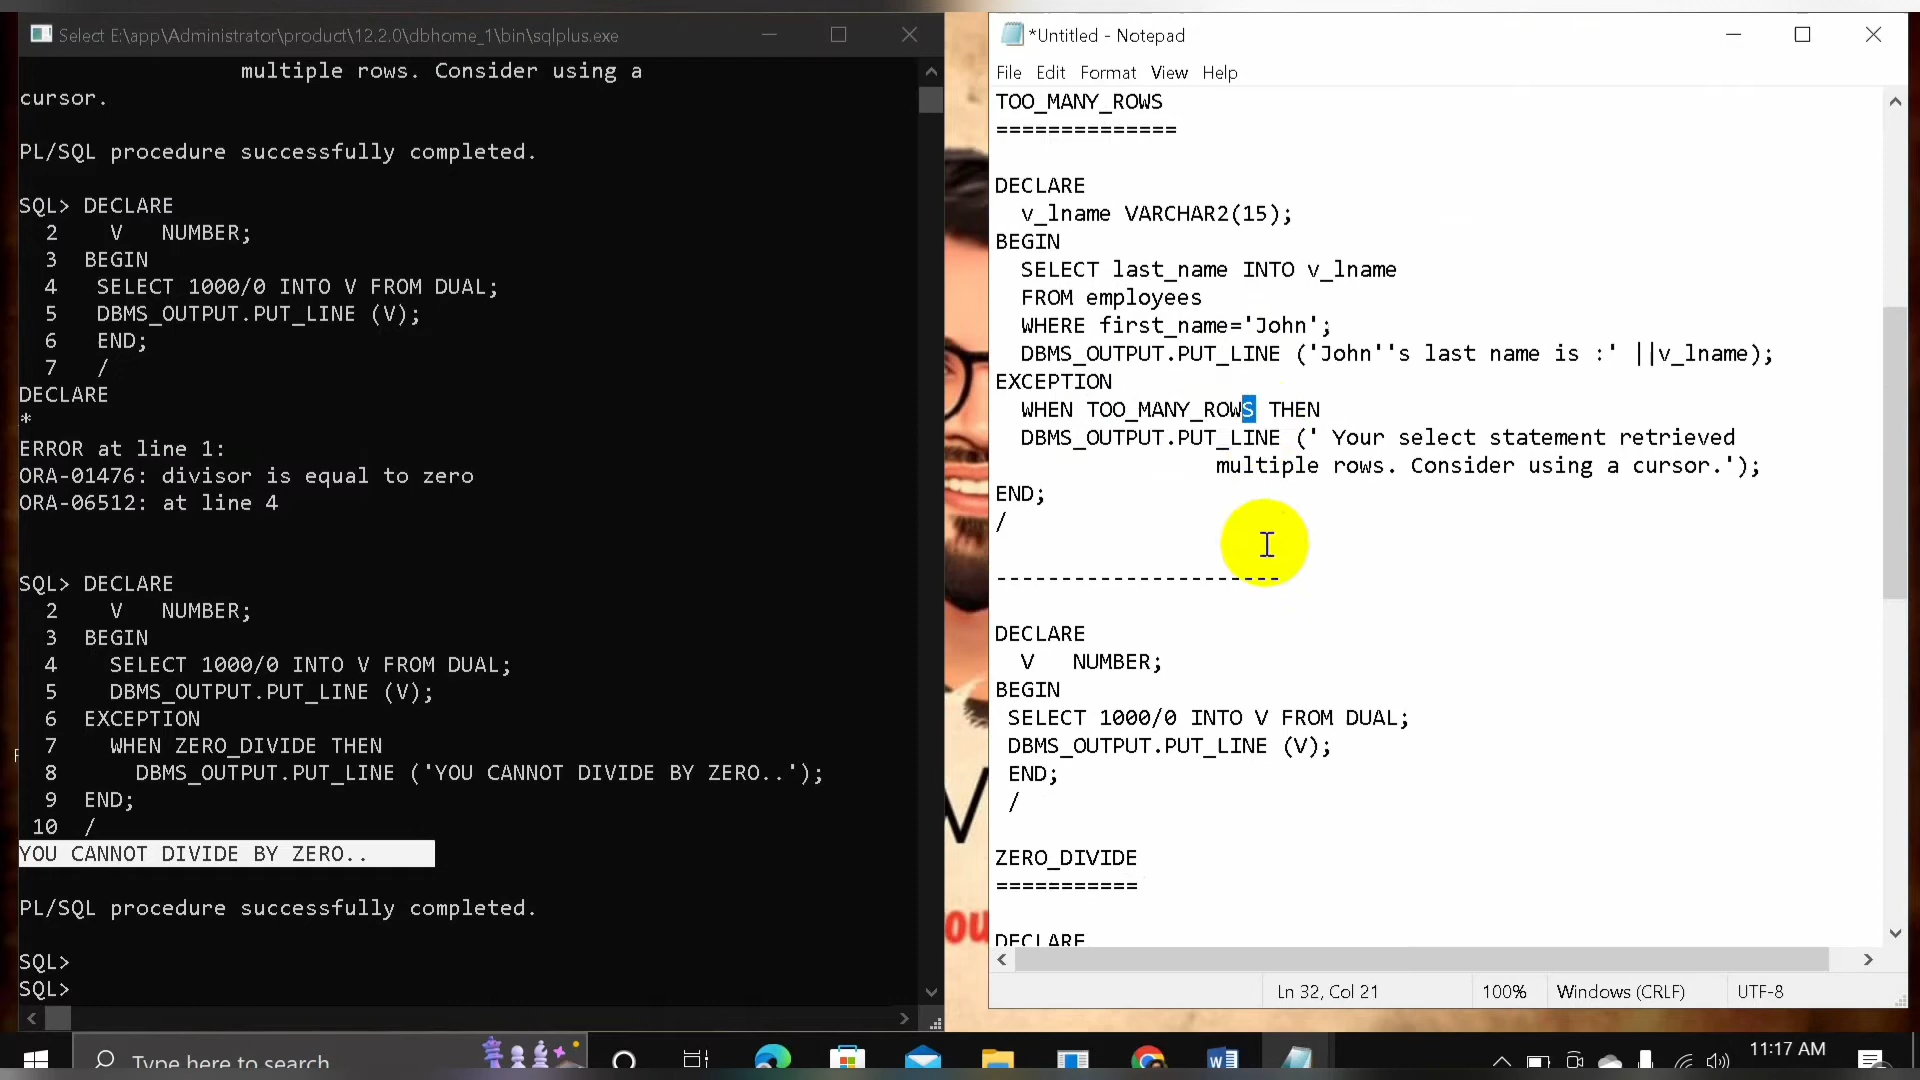 Select E:\app\Administrator\product\12.2.0\dbhome_1\bin\sqlplus.exe
multiple rows. Consider using a
cursor.
PL/SQL procedure successfully completed.
SQL> DECLARE
2 V NUMBER;
3 BEGIN
4 SELECT 1000/0 INTO V FROM DUAL;
5 DBMS_OUTPUT.PUT_LINE (V);
6 END;
7 /
DECLARE
*
ERROR at line 1:
ORA-01476: divisor is equal to zero
ORA-06512: at line 4
SQL> DECLARE
2 V NUMBER;
3 BEGIN
4 SELECT 1000/0 INTO V FROM DUAL;
5 DBMS_OUTPUT.PUT_LINE (V);
6 EXCEPTION
7 WHEN ZERO_DIVIDE THEN
8 DBMS_OUTPUT.PUT_LINE ('YOU CANNOT DIVIDE BY ZERO..');
9 END;
10 /
YOU CANNOT DIVIDE BY ZERO..
PL/SQL procedure successfully completed.
SQL>
SQL>
*Untitled - Notepad
File Edit Format View Help
TOO_MANY_ROWS
==============
DECLARE
v_lname VARCHAR2(15);
BEGIN
SELECT last_name INTO v_lname
FROM employees
WHERE first_name='John';
DBMS_OUTPUT.PUT_LINE ('John''s last name is :' ||v_lname);
EXCEPTION
WHEN TOO_MANY_ROWS THEN
DBMS_OUTPUT.PUT_LINE (' Your select statement retrieved
multiple rows. Consider using a cursor.');
END;
/
----------------------
DECLARE
V NUMBER;
BEGIN
SELECT 1000/0 INTO V FROM DUAL;
DBMS_OUTPUT.PUT_LINE (V);
END;
/
ZERO_DIVIDE
===========
DECLARE
Ln 32, Col 21 100% Windows (CRLF) UTF-8
Type here to search
11:17 AM